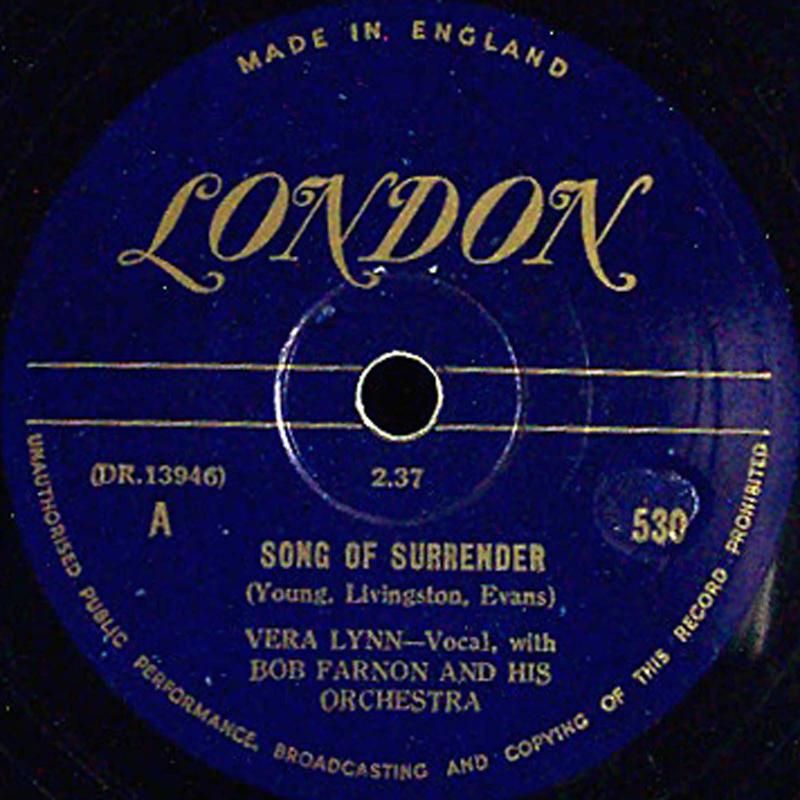 MADE IN ENGLAND
LONDON
(DR.13946)
2.37
A
530
SONG OF SURRENDER
(Young, Livingston, Evans)
VERA LYNN—Vocal, with
BOB FARNON AND HIS
ORCHESTRA
UNAUTHORISED PUBLIC PERFORMANCE, BROADCASTING AND COPYING OF THIS RECORD PROHIBITED